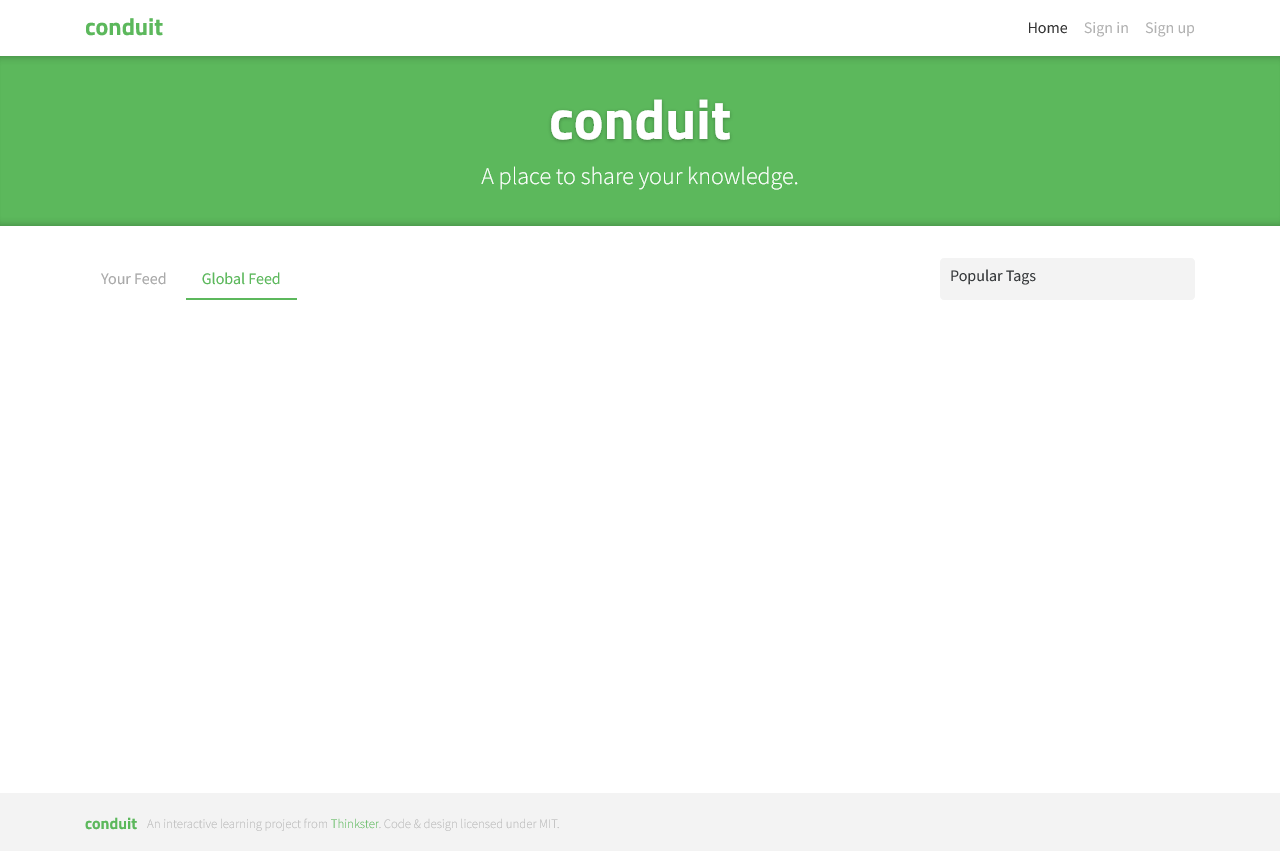 conduit
Home Sign in Sign up
conduit
A place to share your knowledge.
Your Feed Global Feed
Popular Tags
conduit An interactive learning project from Thinkster. Code & design licensed under MIT.